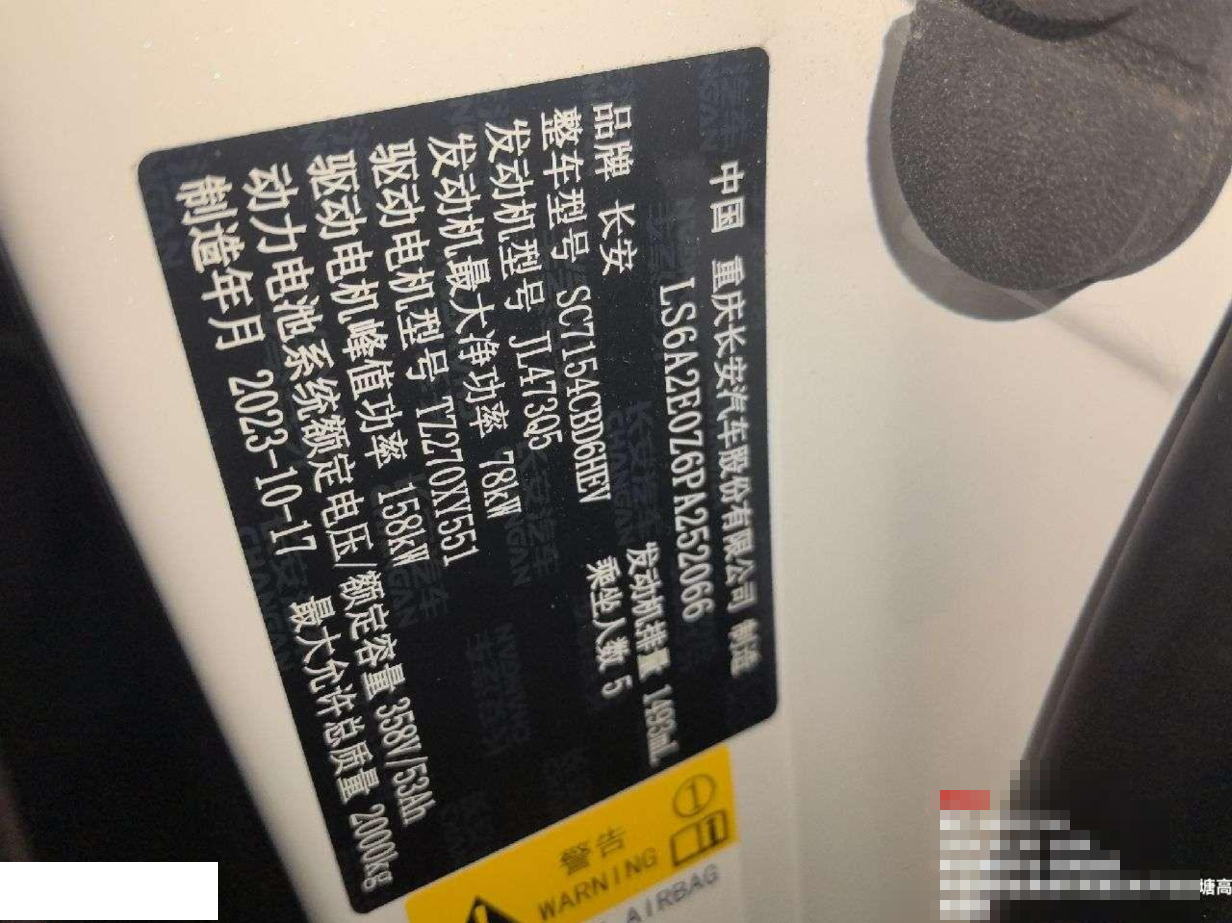 中国 重庆长安汽车股份有限公司 制造
LS6A2E0Z6PA252066
品牌 长安 发动机排量 1493mL
整车型号 SC7154CBD6HEV 乘坐人数 5
发动机型号 JL473Q5
发动机最大净功率 78kW
驱动电机型号 TZ270XY551
驱动电机峰值功率 158kW
动力电池系统额定电压/额定容量 358V/53Ah
制造年月 2023-10-17 最大允许总质量 2000kg
警告
WARNING
AIRBAG
塘高